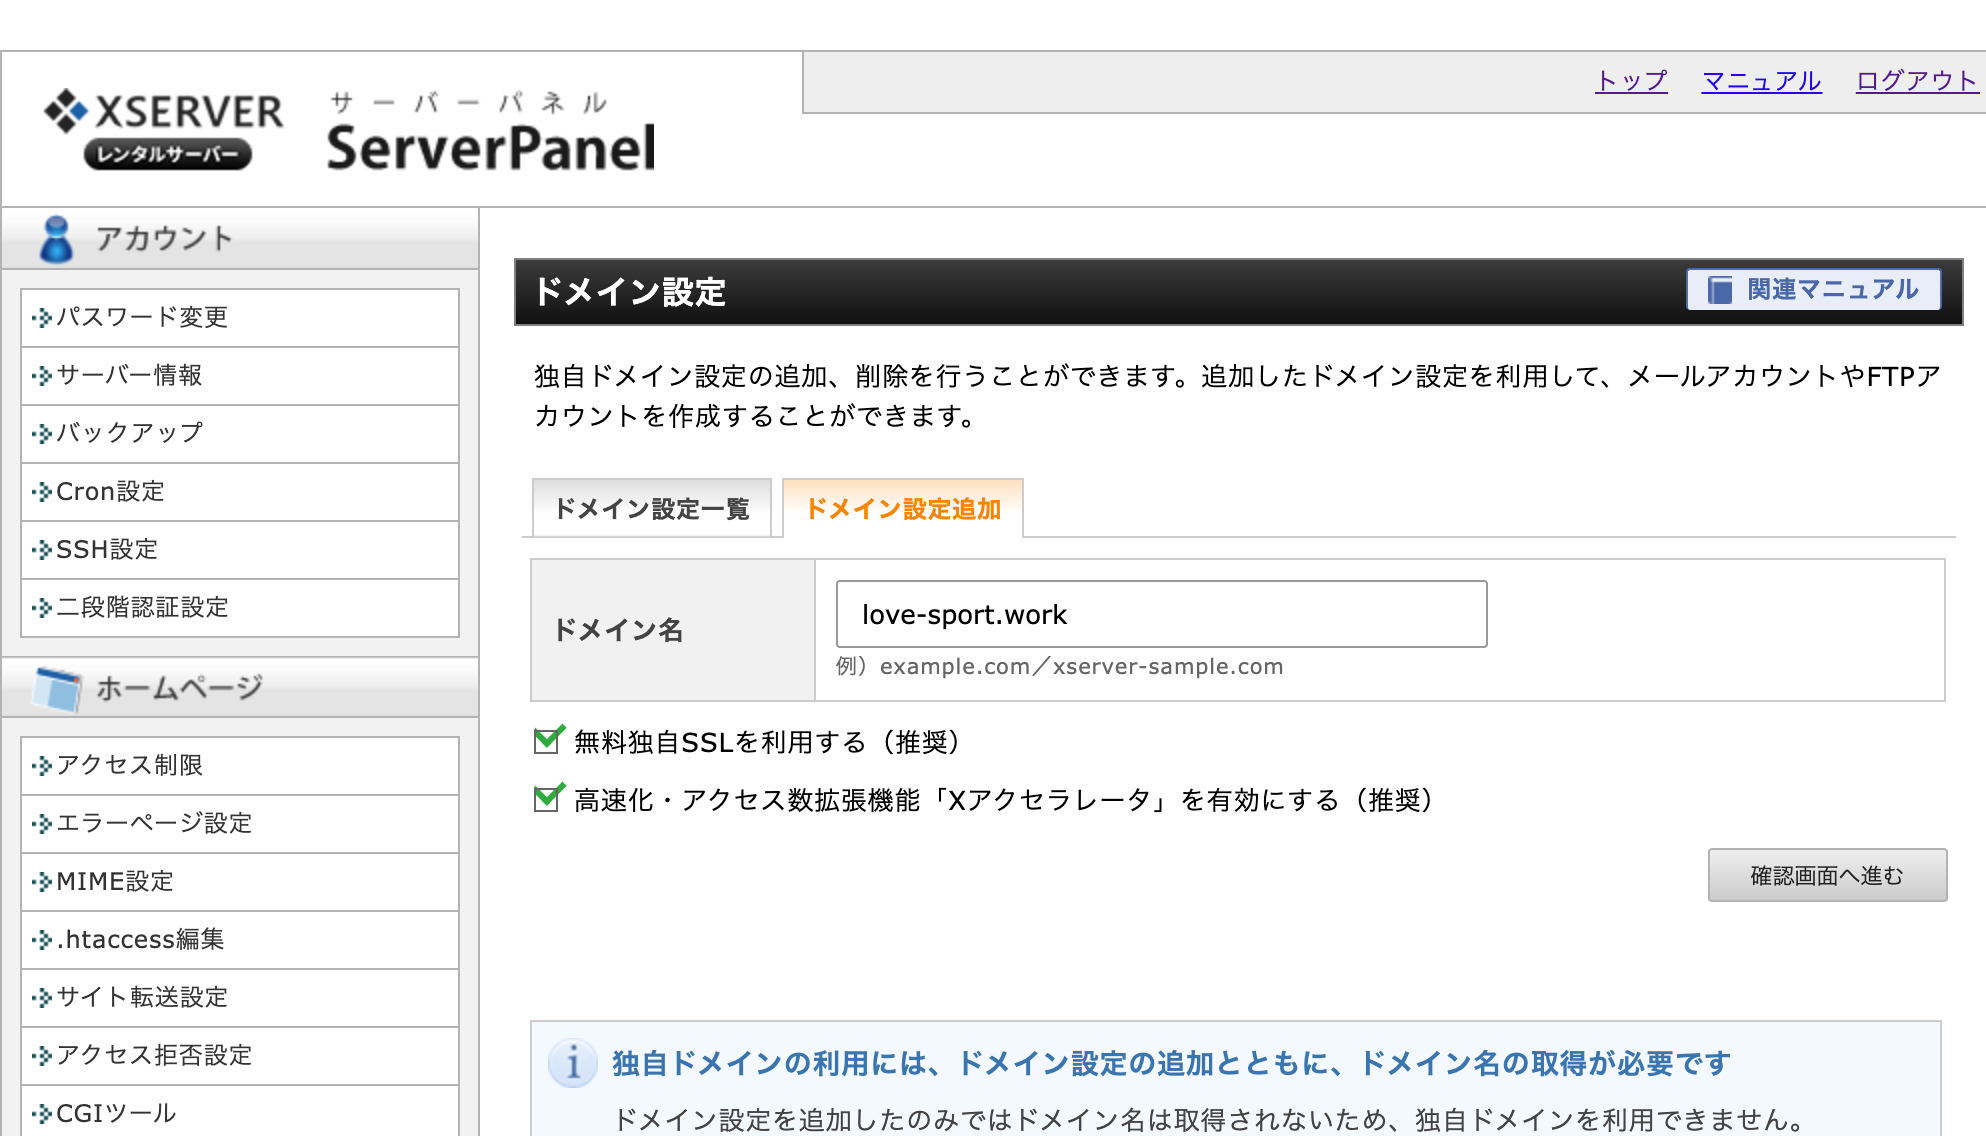 トップ マニュアル ログアウト
XSERVER
レンタルサーバー
サーバーパネル
ServerPanel
アカウント
パスワード変更
サーバー情報
バックアップ
Cron設定
SSH設定
二段階認証設定
ホームページ
アクセス制限
エラーページ設定
MIME設定
.htaccess編集
サイト転送設定
アクセス拒否設定
CGIツール
ドメイン設定
関連マニュアル
独自ドメイン設定の追加、削除を行うことができます。追加したドメイン設定を利用して、メールアカウントやFTPア
カウントを作成することができます。
ドメイン設定一覧 ドメイン設定追加
ドメイン名
love-sport.work
例）example.com／xserver-sample.com
無料独自SSLを利用する（推奨）
高速化・アクセス数拡張機能「Xアクセラレータ」を有効にする（推奨）
確認画面へ進む
独自ドメインの利用には、ドメイン設定の追加とともに、ドメイン名の取得が必要です
ドメイン設定を追加したのみではドメイン名は取得されないため、独自ドメインを利用できません。